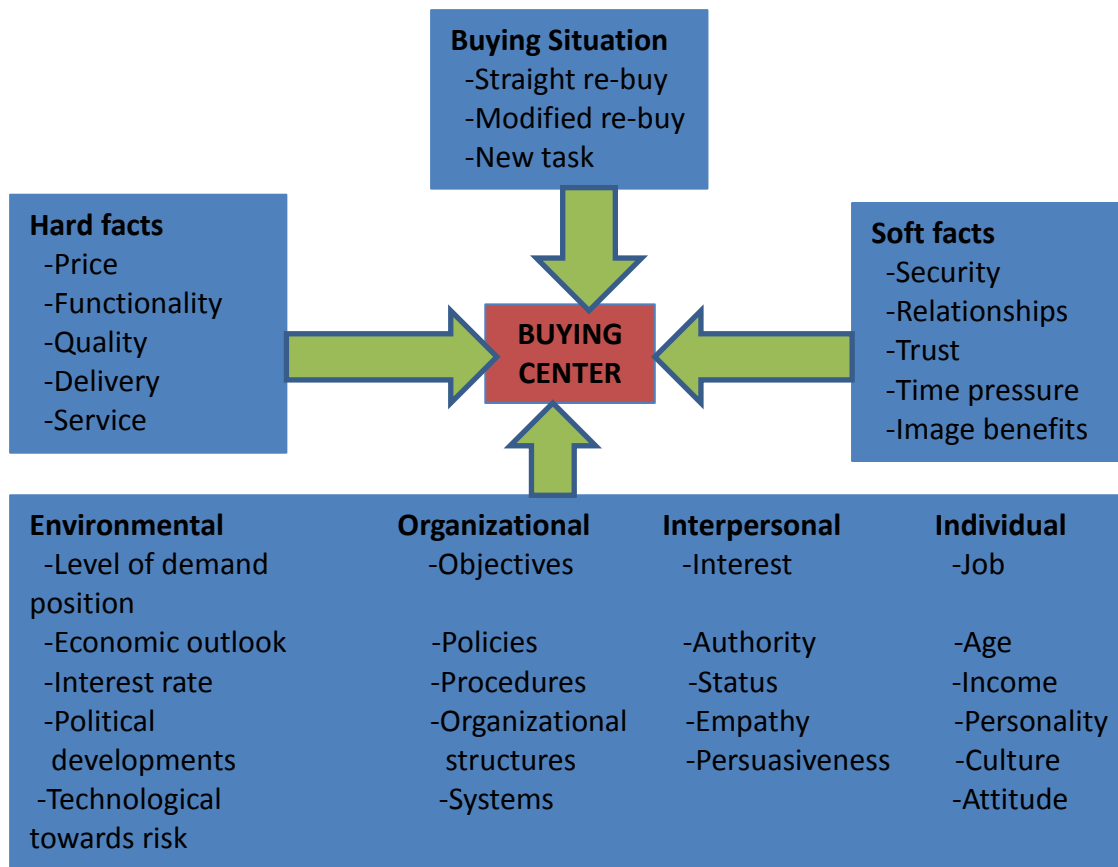 Buying Situation
-Straight re-buy
-Modified re-buy
-New task
Hard facts
-Price
-Functionality
-Quality
-Delivery
-Service
BUYING
CENTER
Soft facts
-Security
-Relationships
-Trust
-Time pressure
-Image benefits
Environmental
-Level of demand
position
-Economic outlook
-Interest rate
-Political
developments
-Technological
towards risk
Organizational
-Objectives
-Policies
-Procedures
-Organizational
structures
-Systems
Interpersonal
-Interest
-Authority
-Status
-Empathy
-Persuasiveness
Individual
-Job
-Age
-Income
-Personality
-Culture
-Attitude